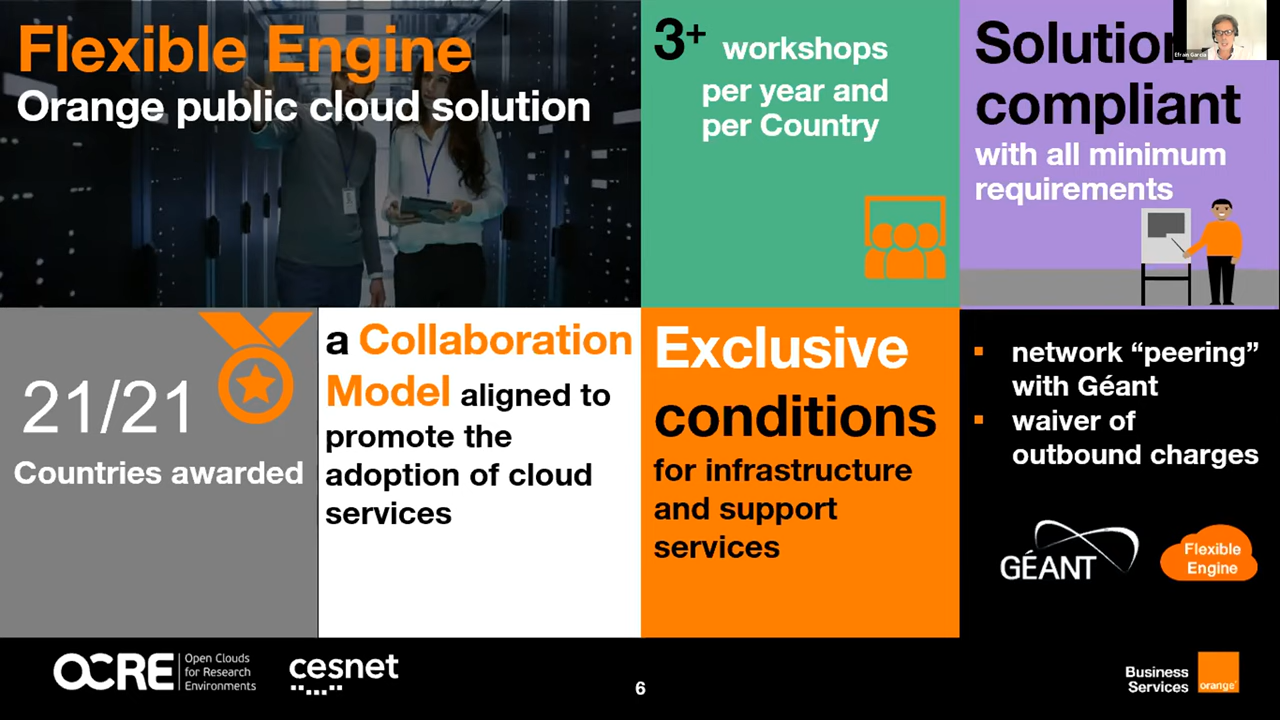 Flexible Engine
Orange public cloud solution
3+ workshops
per year and
per Country
Solution
compliant
with all minimum
requirements
Efrain Garcia
21/21
Countries awarded
a Collaboration
Model aligned to
promote the
adoption of cloud
services
Exclusive
conditions
for infrastructure
and support
services
▪ network “peering”
with Géant
▪ waiver of
outbound charges
GÉANT
Flexible
Engine
OCRE
Open Clouds
for Research
Environments
cesnet
6
Business
Services
orange